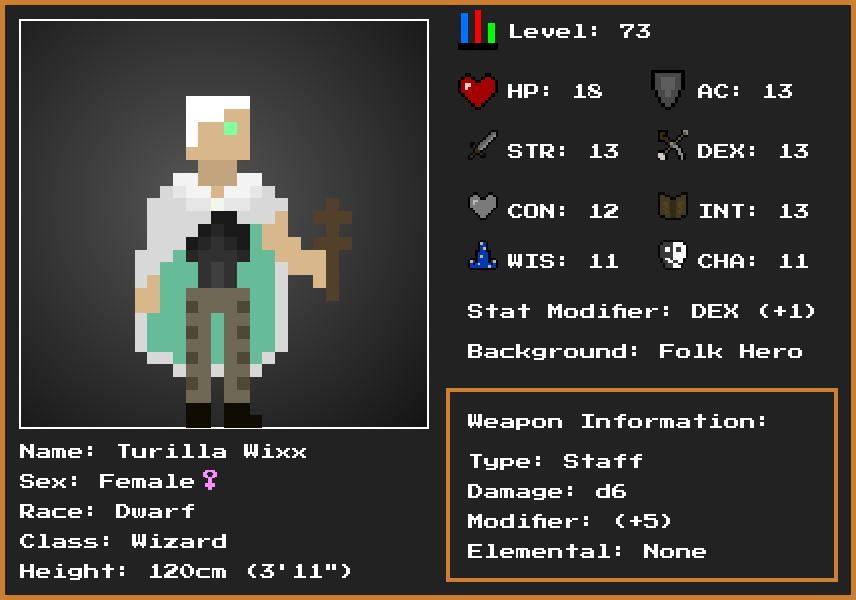 Level: 73
HP: 18 AC: 13
STR: 13 DEX: 13
CON: 12 INT: 13
WIS: 11 CHA: 11
Stat Modifier: DEX (+1)
Background: Folk Hero
Weapon Information:
Type: Staff
Damage: d6
Modifier: (+5)
Elemental: None
Name: Turilla Wixx
Sex: Female♀
Race: Dwarf
Class: Wizard
Height: 120cm (3'11")